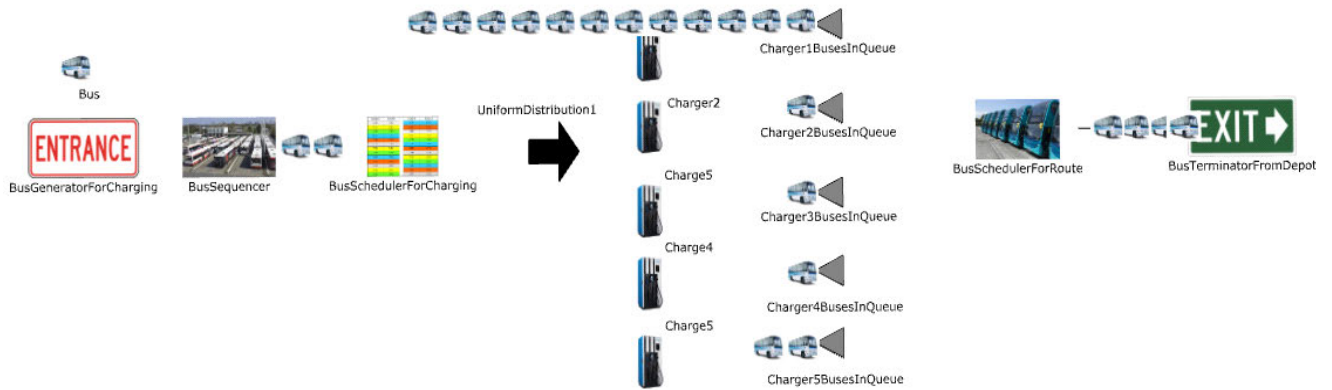 Charger1BusesInQueue
Bus
UniformDistribution1
Charger2
ENTRANCE
EXIT
Charger2BusesInQueue
BusGeneratorForCharging
BusSequencer
BusSchedulerForCharging
BusSchedulerForRoute
BusTerminatorFromDepot
Charge5
Charger3BusesInQueue
Charge4
Charger4BusesInQueue
Charge5
Charger5BusesInQueue